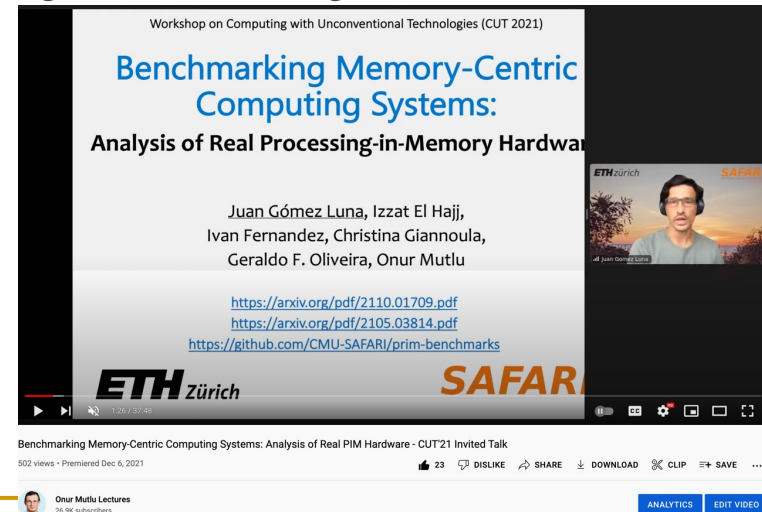 Workshop on Computing with Unconventional Technologies (CUT 2021)
Benchmarking Memory-Centric
Computing Systems:
Analysis of Real Processing-in-Memory Hardwar
ETH zürich SAFARI
Juan Gomez Luna
Juan Gómez Luna, Izzat El Hajj,
Ivan Fernandez, Christina Giannoula,
Geraldo F. Oliveira, Onur Mutlu
https://arxiv.org/pdf/2110.01709.pdf
https://arxiv.org/pdf/2105.03814.pdf
https://github.com/CMU-SAFARI/prim-benchmarks
ETH Zürich SAFARI
1:26 / 37:48 CC
Benchmarking Memory-Centric Computing Systems: Analysis of Real PIM Hardware - CUT'21 Invited Talk
502 views • Premiered Dec 6, 2021 23 DISLIKE SHARE DOWNLOAD CLIP SAVE ...
Onur Mutlu Lectures ANALYTICS EDIT VIDEO
26.9K subscribers